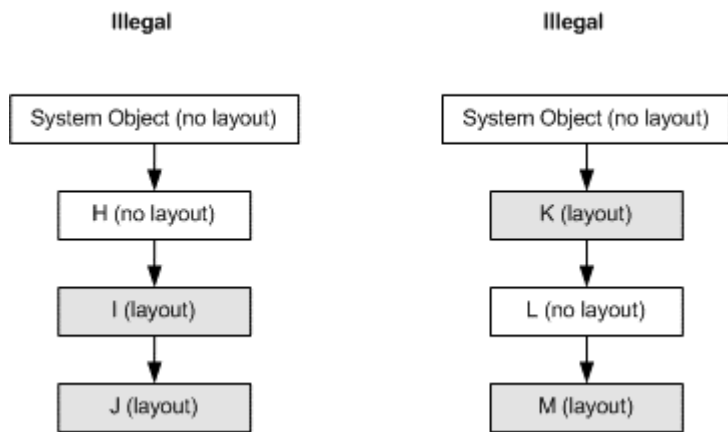 Illegal
System Object (no layout)
H (no layout)
I (layout)
J (layout)
Illegal
System Object (no layout)
K (layout)
L (no layout)
M (layout)